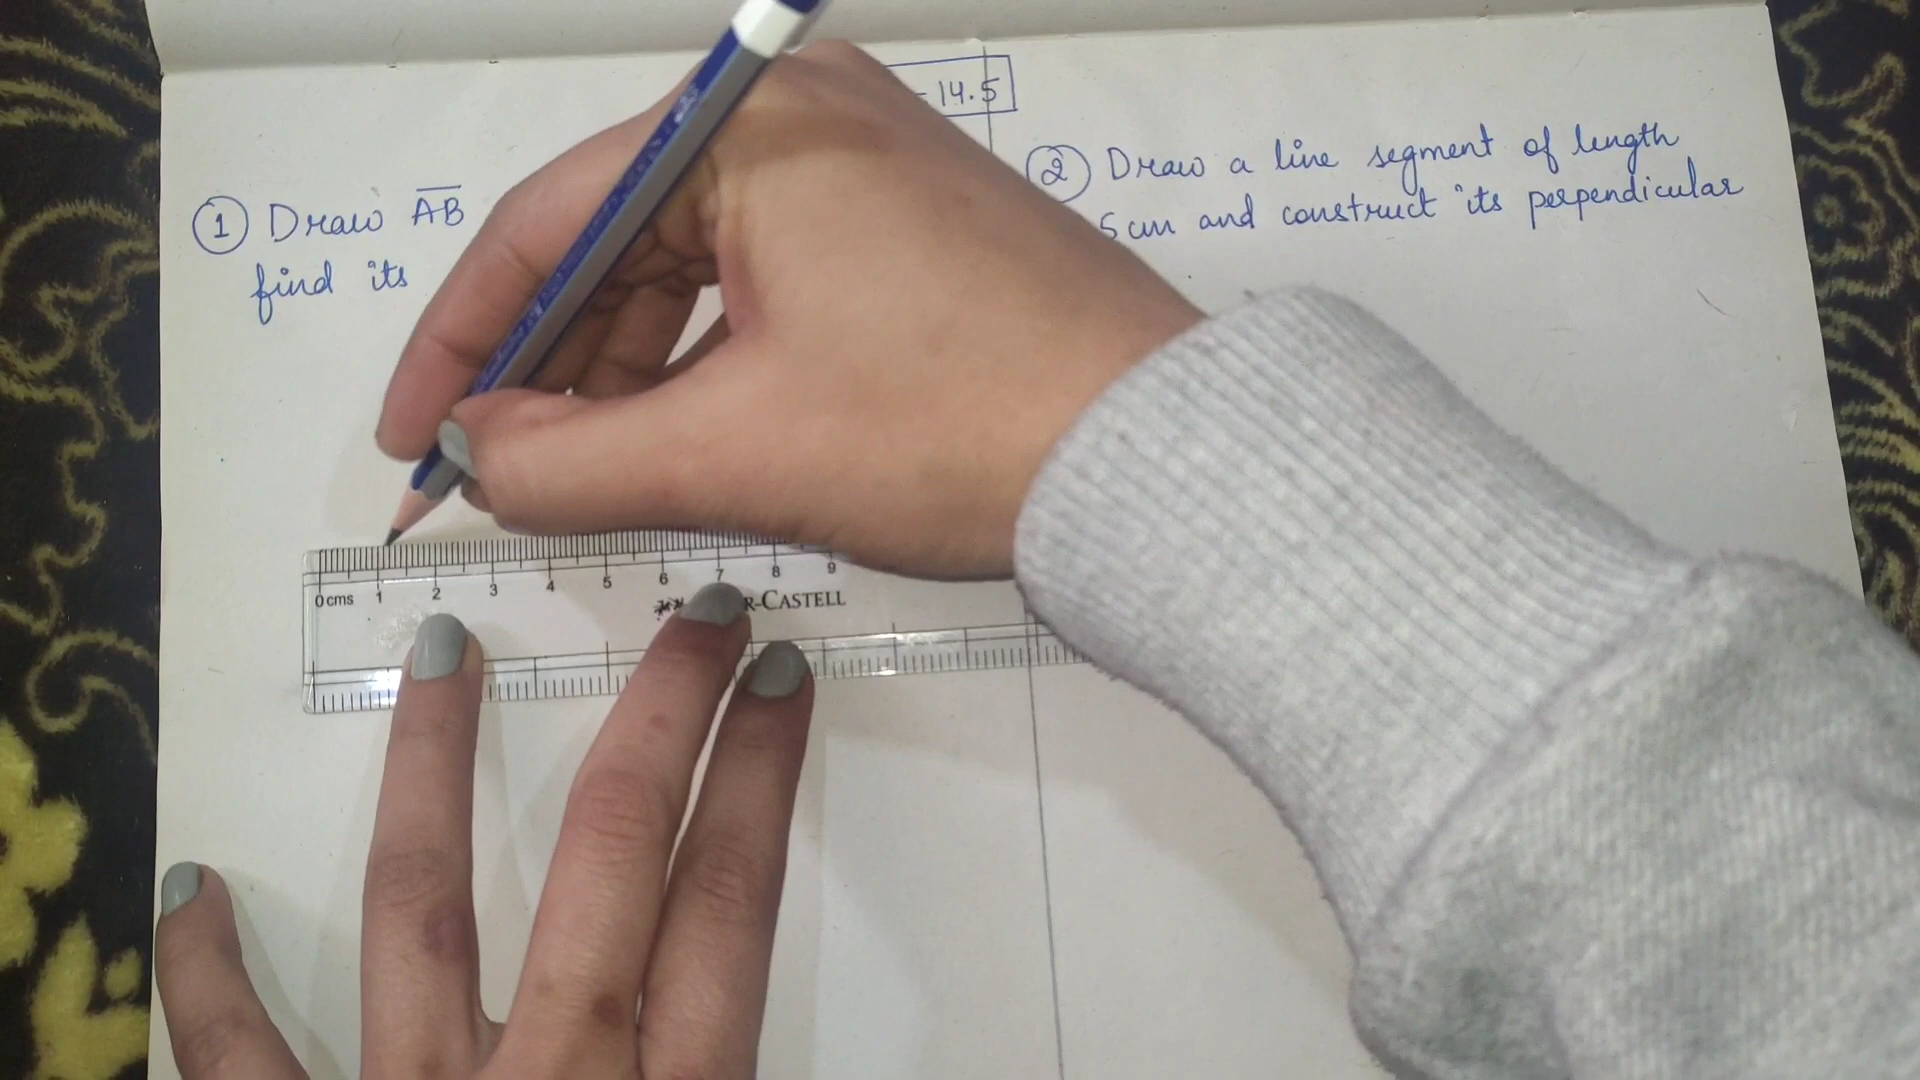 - 14.5
① Draw AB
find its
② Draw a line segment of length
5 cm and construct its perpendicular
0 cms 1 2 3 4 5 6 7 8 9
R-CASTELL